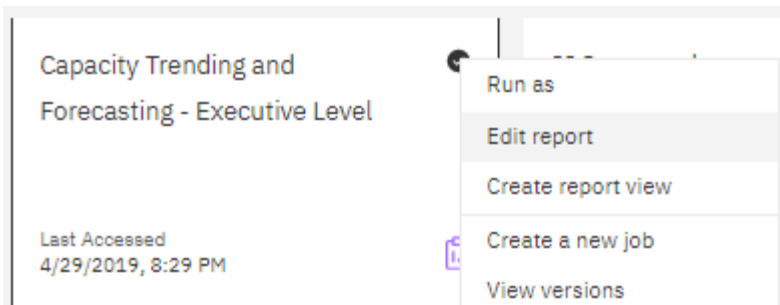 Capacity Trending and
Forecasting - Executive Level
Last Accessed
4/29/2019, 8:29 PM
Run as
Edit report
Create report view
Create a new job
View versions